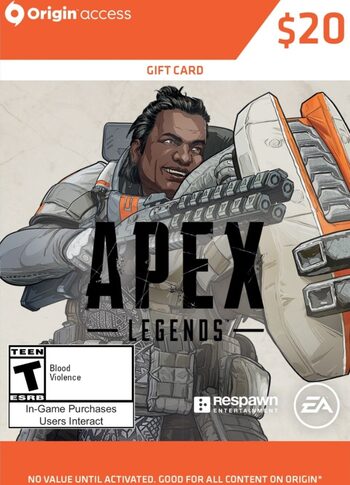 Origin access
$20
GIFT CARD
APEX
LEGENDS
TEEN
T
ESRB
Blood
Violence
In-Game Purchases
Users Interact
RESPAWN
ENTERTAINMENT
EA
NO VALUE UNTIL ACTIVATED. GOOD FOR ALL CONTENT ON ORIGIN*